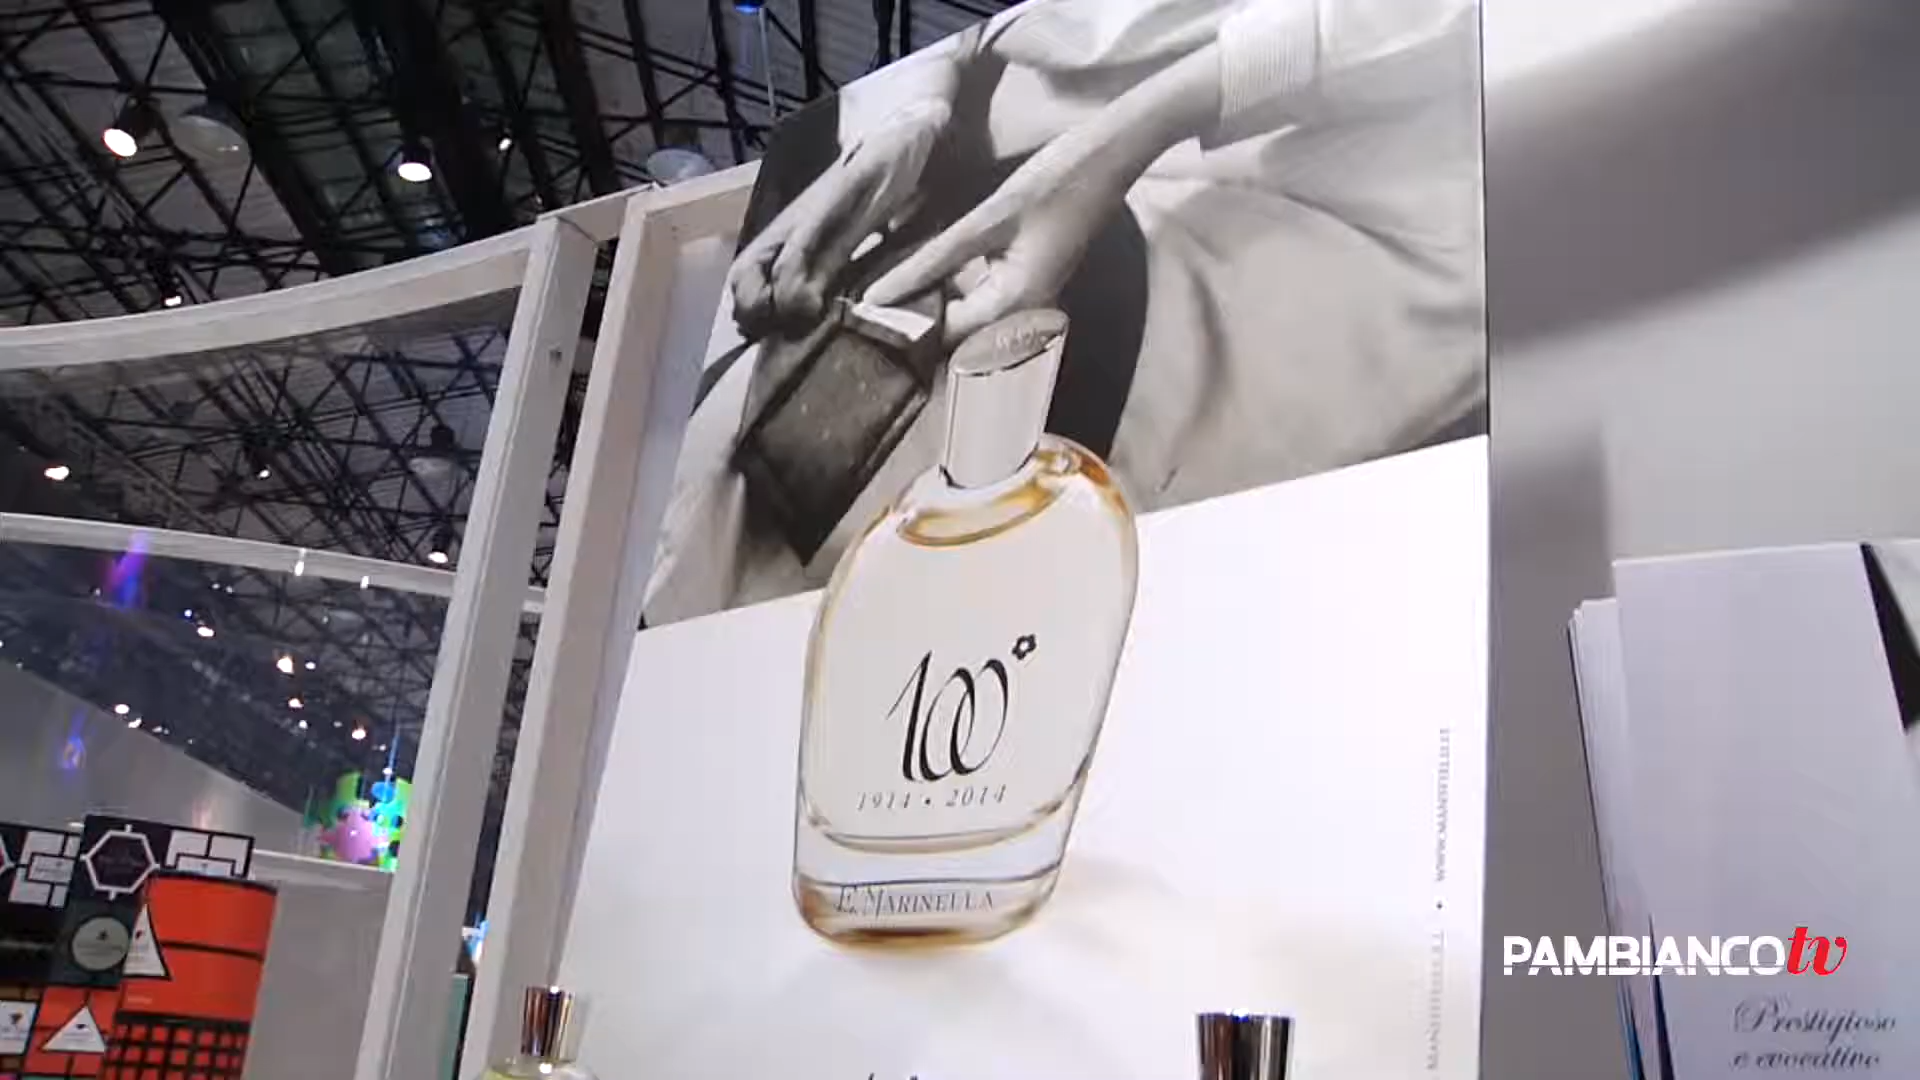 100
1914 • 2014
E. MARINELLA
PAMBIANCOtv
Prestigioso
e evocativo